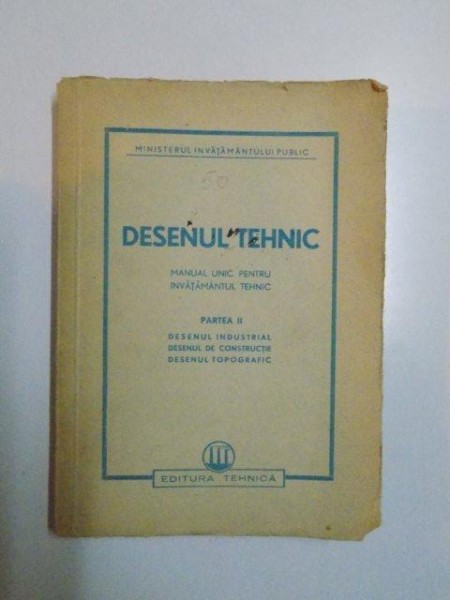 MINISTERUL INVĂȚĂMÂNTULUI PUBLIC
50
DESENUL TEHNIC
MANUAL UNIC PENTRU
INVĂȚĂMÂNTUL TEHNIC
PARTEA II
DESENUL INDUSTRIAL
DESENUL DE CONSTRUCȚIE
DESENUL TOPOGRAFIC
EDITURA TEHNICĂ